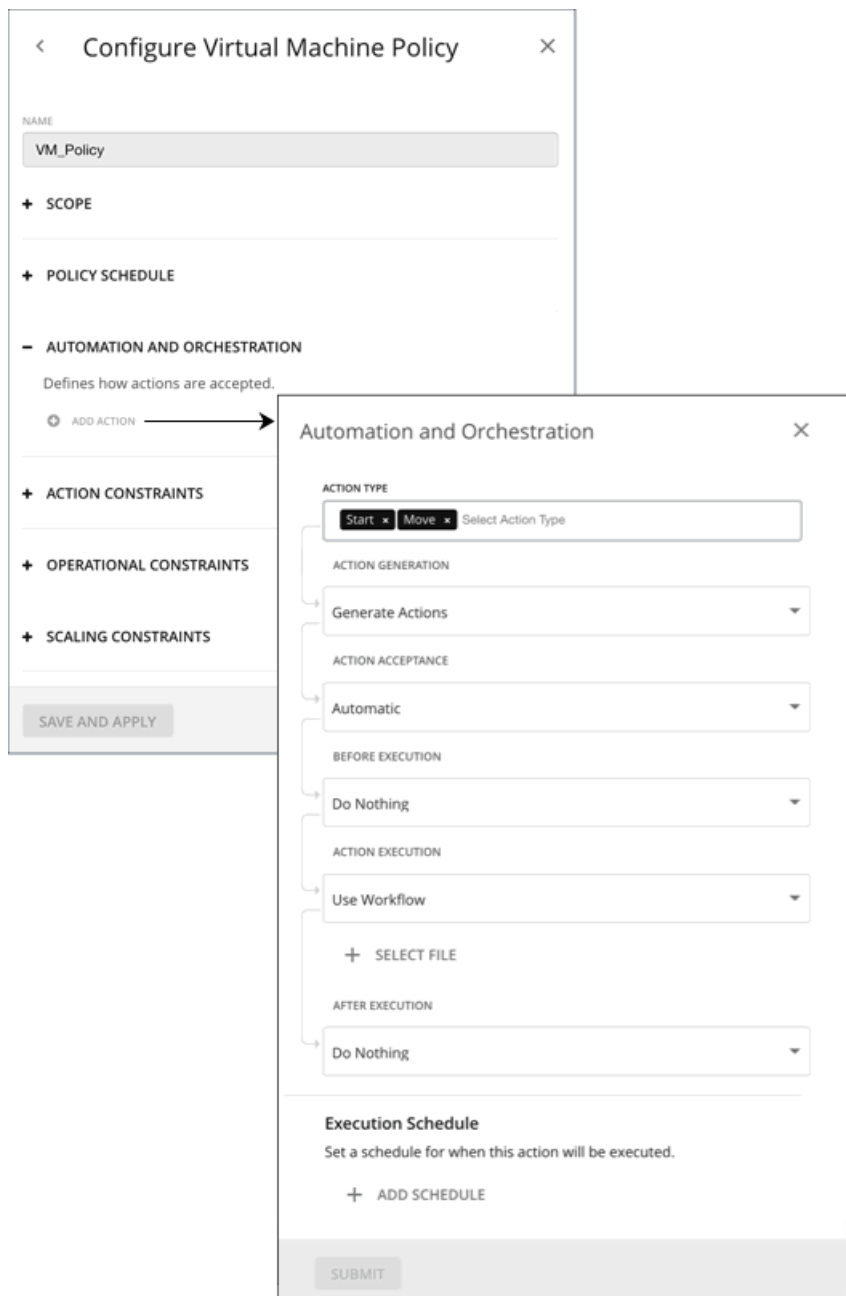 Configure Virtual Machine Policy
NAME
VM_Policy
+ SCOPE
+ POLICY SCHEDULE
− AUTOMATION AND ORCHESTRATION
Defines how actions are accepted.
ADD ACTION
+ ACTION CONSTRAINTS
+ OPERATIONAL CONSTRAINTS
+ SCALING CONSTRAINTS
SAVE AND APPLY
Automation and Orchestration
ACTION TYPE
Start × Move × Select Action Type
ACTION GENERATION
Generate Actions
ACTION ACCEPTANCE
Automatic
BEFORE EXECUTION
Do Nothing
ACTION EXECUTION
Use Workflow
+ SELECT FILE
AFTER EXECUTION
Do Nothing
Execution Schedule
Set a schedule for when this action will be executed.
+ ADD SCHEDULE
SUBMIT